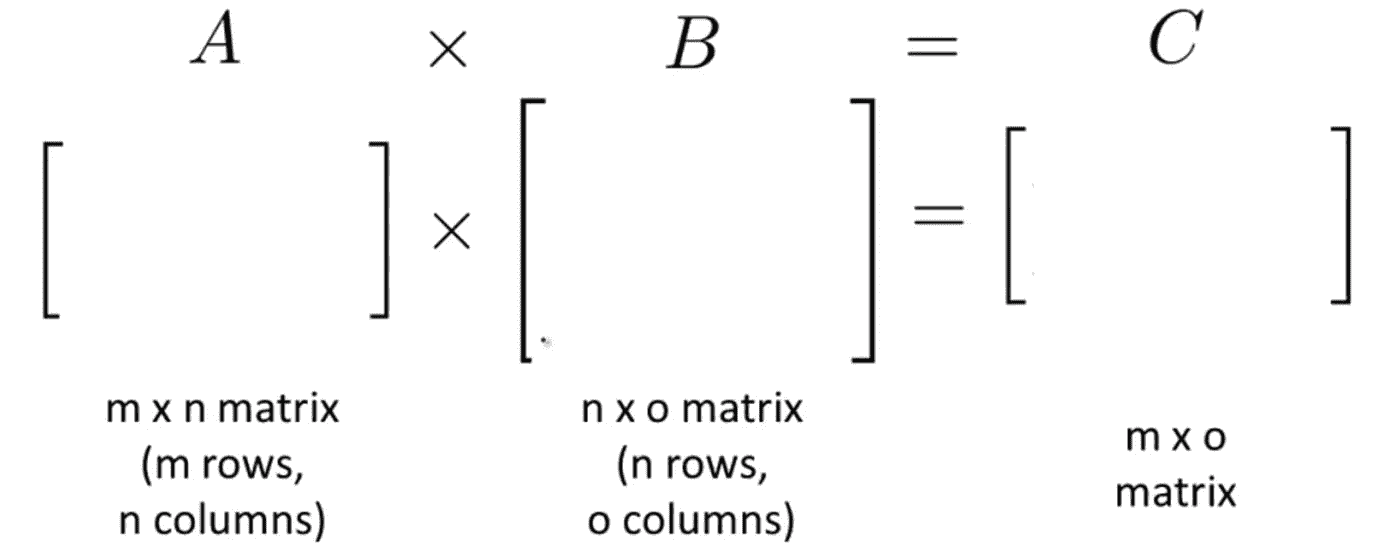 A × B = C
[ ] × [ ] = [ ]
m x n matrix
(m rows,
n columns)
n x o matrix
(n rows,
o columns)
m x o
matrix